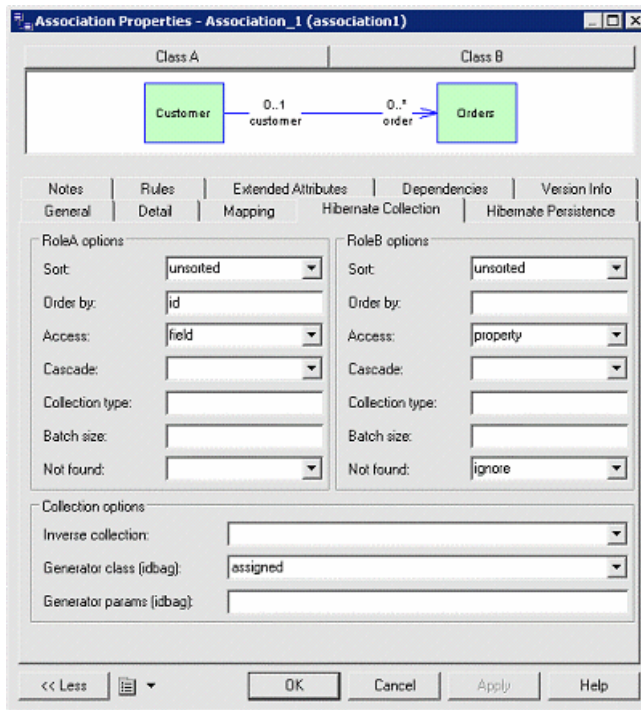 Association Properties - Association_1 (association1)
Class A Class B
Customer 0..1 customer 0..* order Orders
Notes Rules Extended Attributes Dependencies Version Info
General Detail Mapping Hibernate Collection Hibernate Persistence
RoleA options RoleB options
Sort: unsorted Sort: unsorted
Order by: id Order by:
Access: field Access: property
Cascade: Cascade:
Collection type: Collection type:
Batch size: Batch size:
Not found: Not found: ignore
Collection options
Inverse collection:
Generator class (idbag): assigned
Generator params (idbag):
<< Less OK Cancel Apply Help